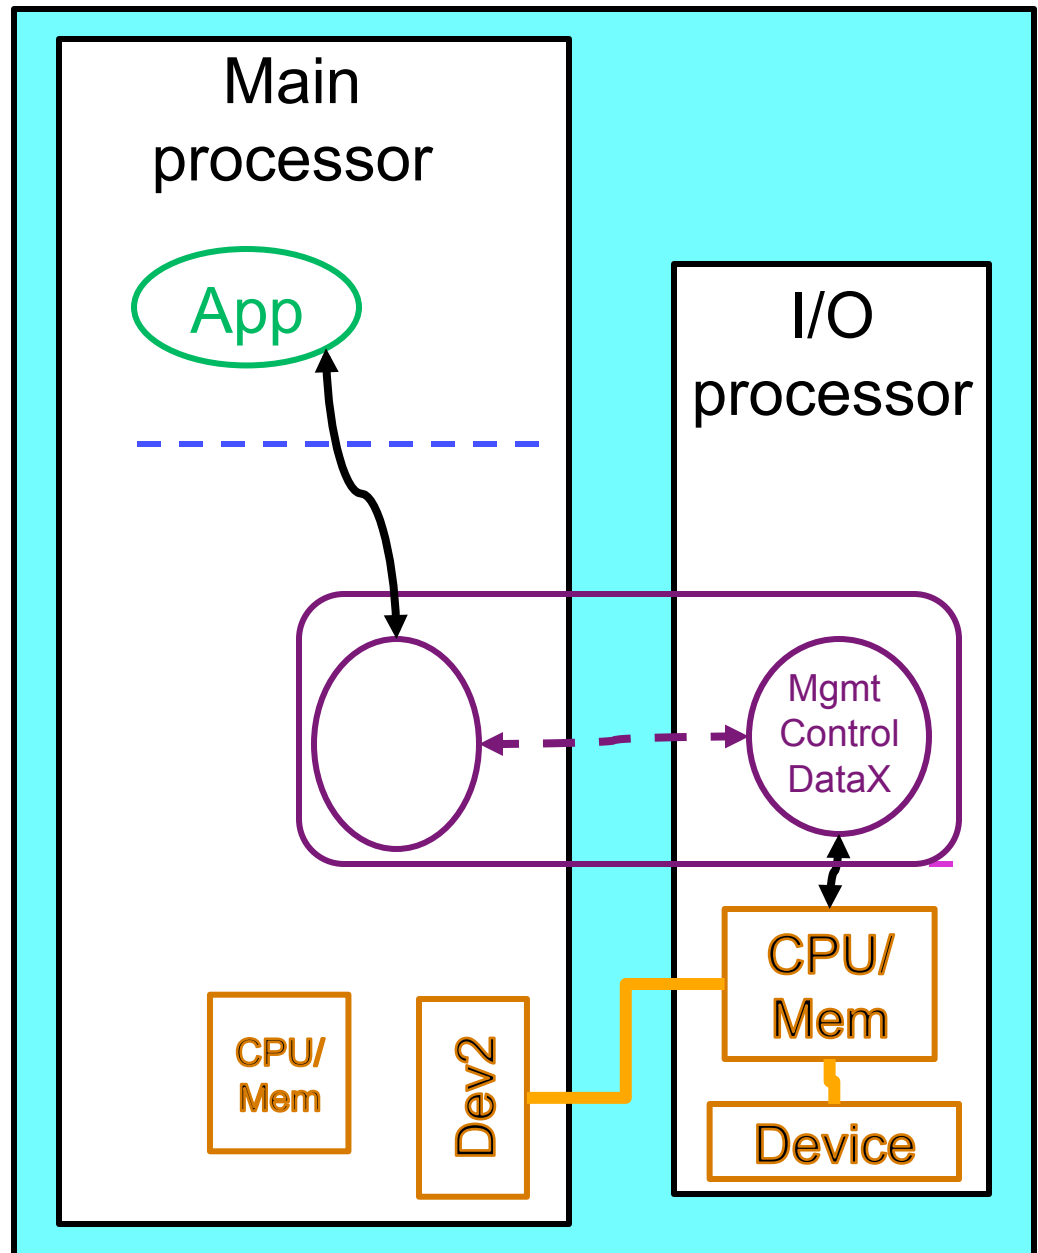 Main
processor
App
I/O
processor
Mgmt
Control
DataX
CPU/
Mem
Dev2
CPU/
Mem
Device